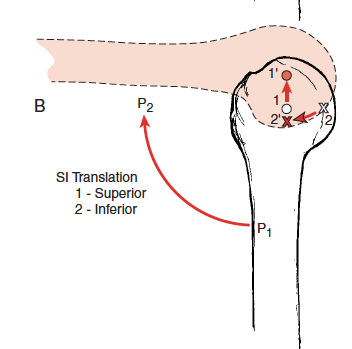 1'
1
B
P2
2'
2
SI Translation
1 - Superior
2 - Inferior
P1